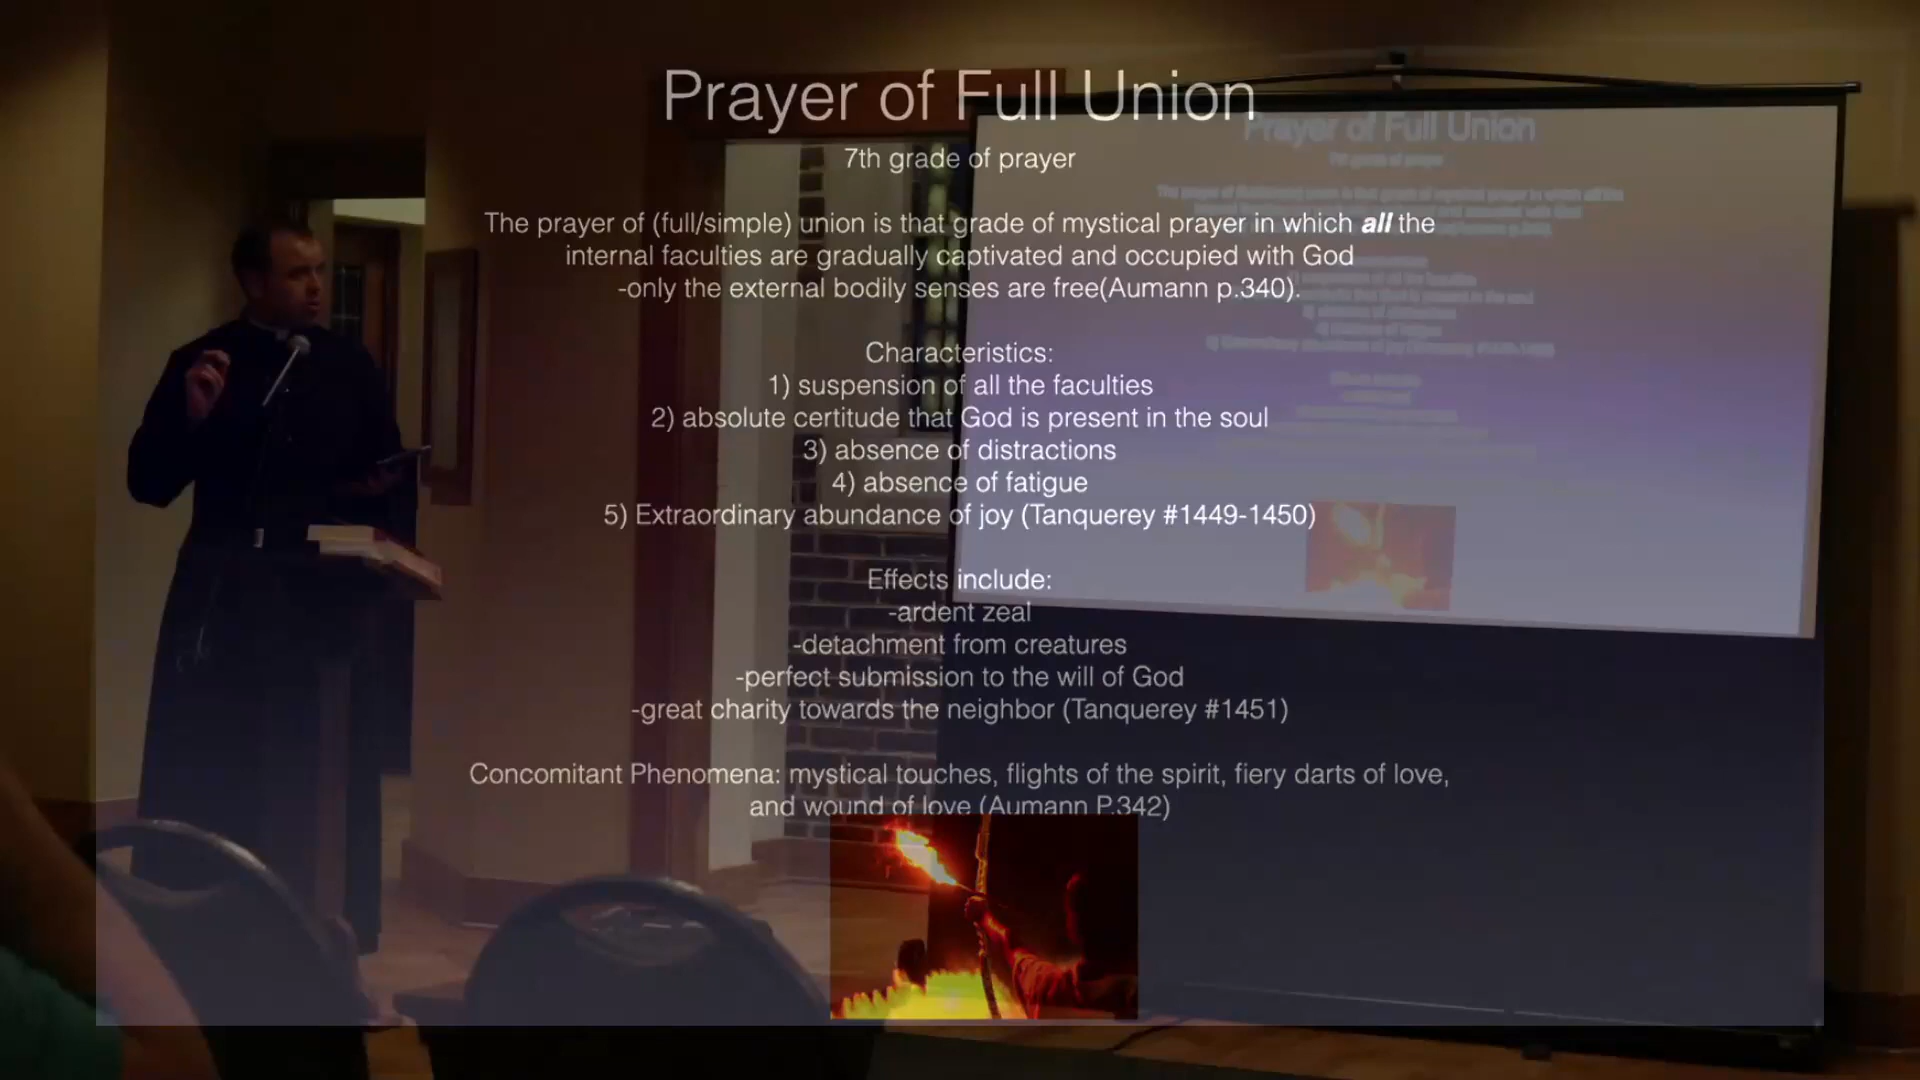 Prayer of Full Union
7th grade of prayer
The prayer of (full/simple) union is that grade of mystical prayer in which all the
internal faculties are gradually captivated and occupied with God
-only the external bodily senses are free(Aumann p.340).
Characteristics:
1) suspension of all the faculties
2) absolute certitude that God is present in the soul
3) absence of distractions
4) absence of fatigue
5) Extraordinary abundance of joy (Tanquerey #1449-1450)
Effects include:
-ardent zeal
-detachment from creatures
-perfect submission to the will of God
-great charity towards the neighbor (Tanquerey #1451)
Concomitant Phenomena: mystical touches, flights of the spirit, fiery darts of love,
and wound of love (Aumann P.342)
Prayer of Full Union
7th grade of prayer